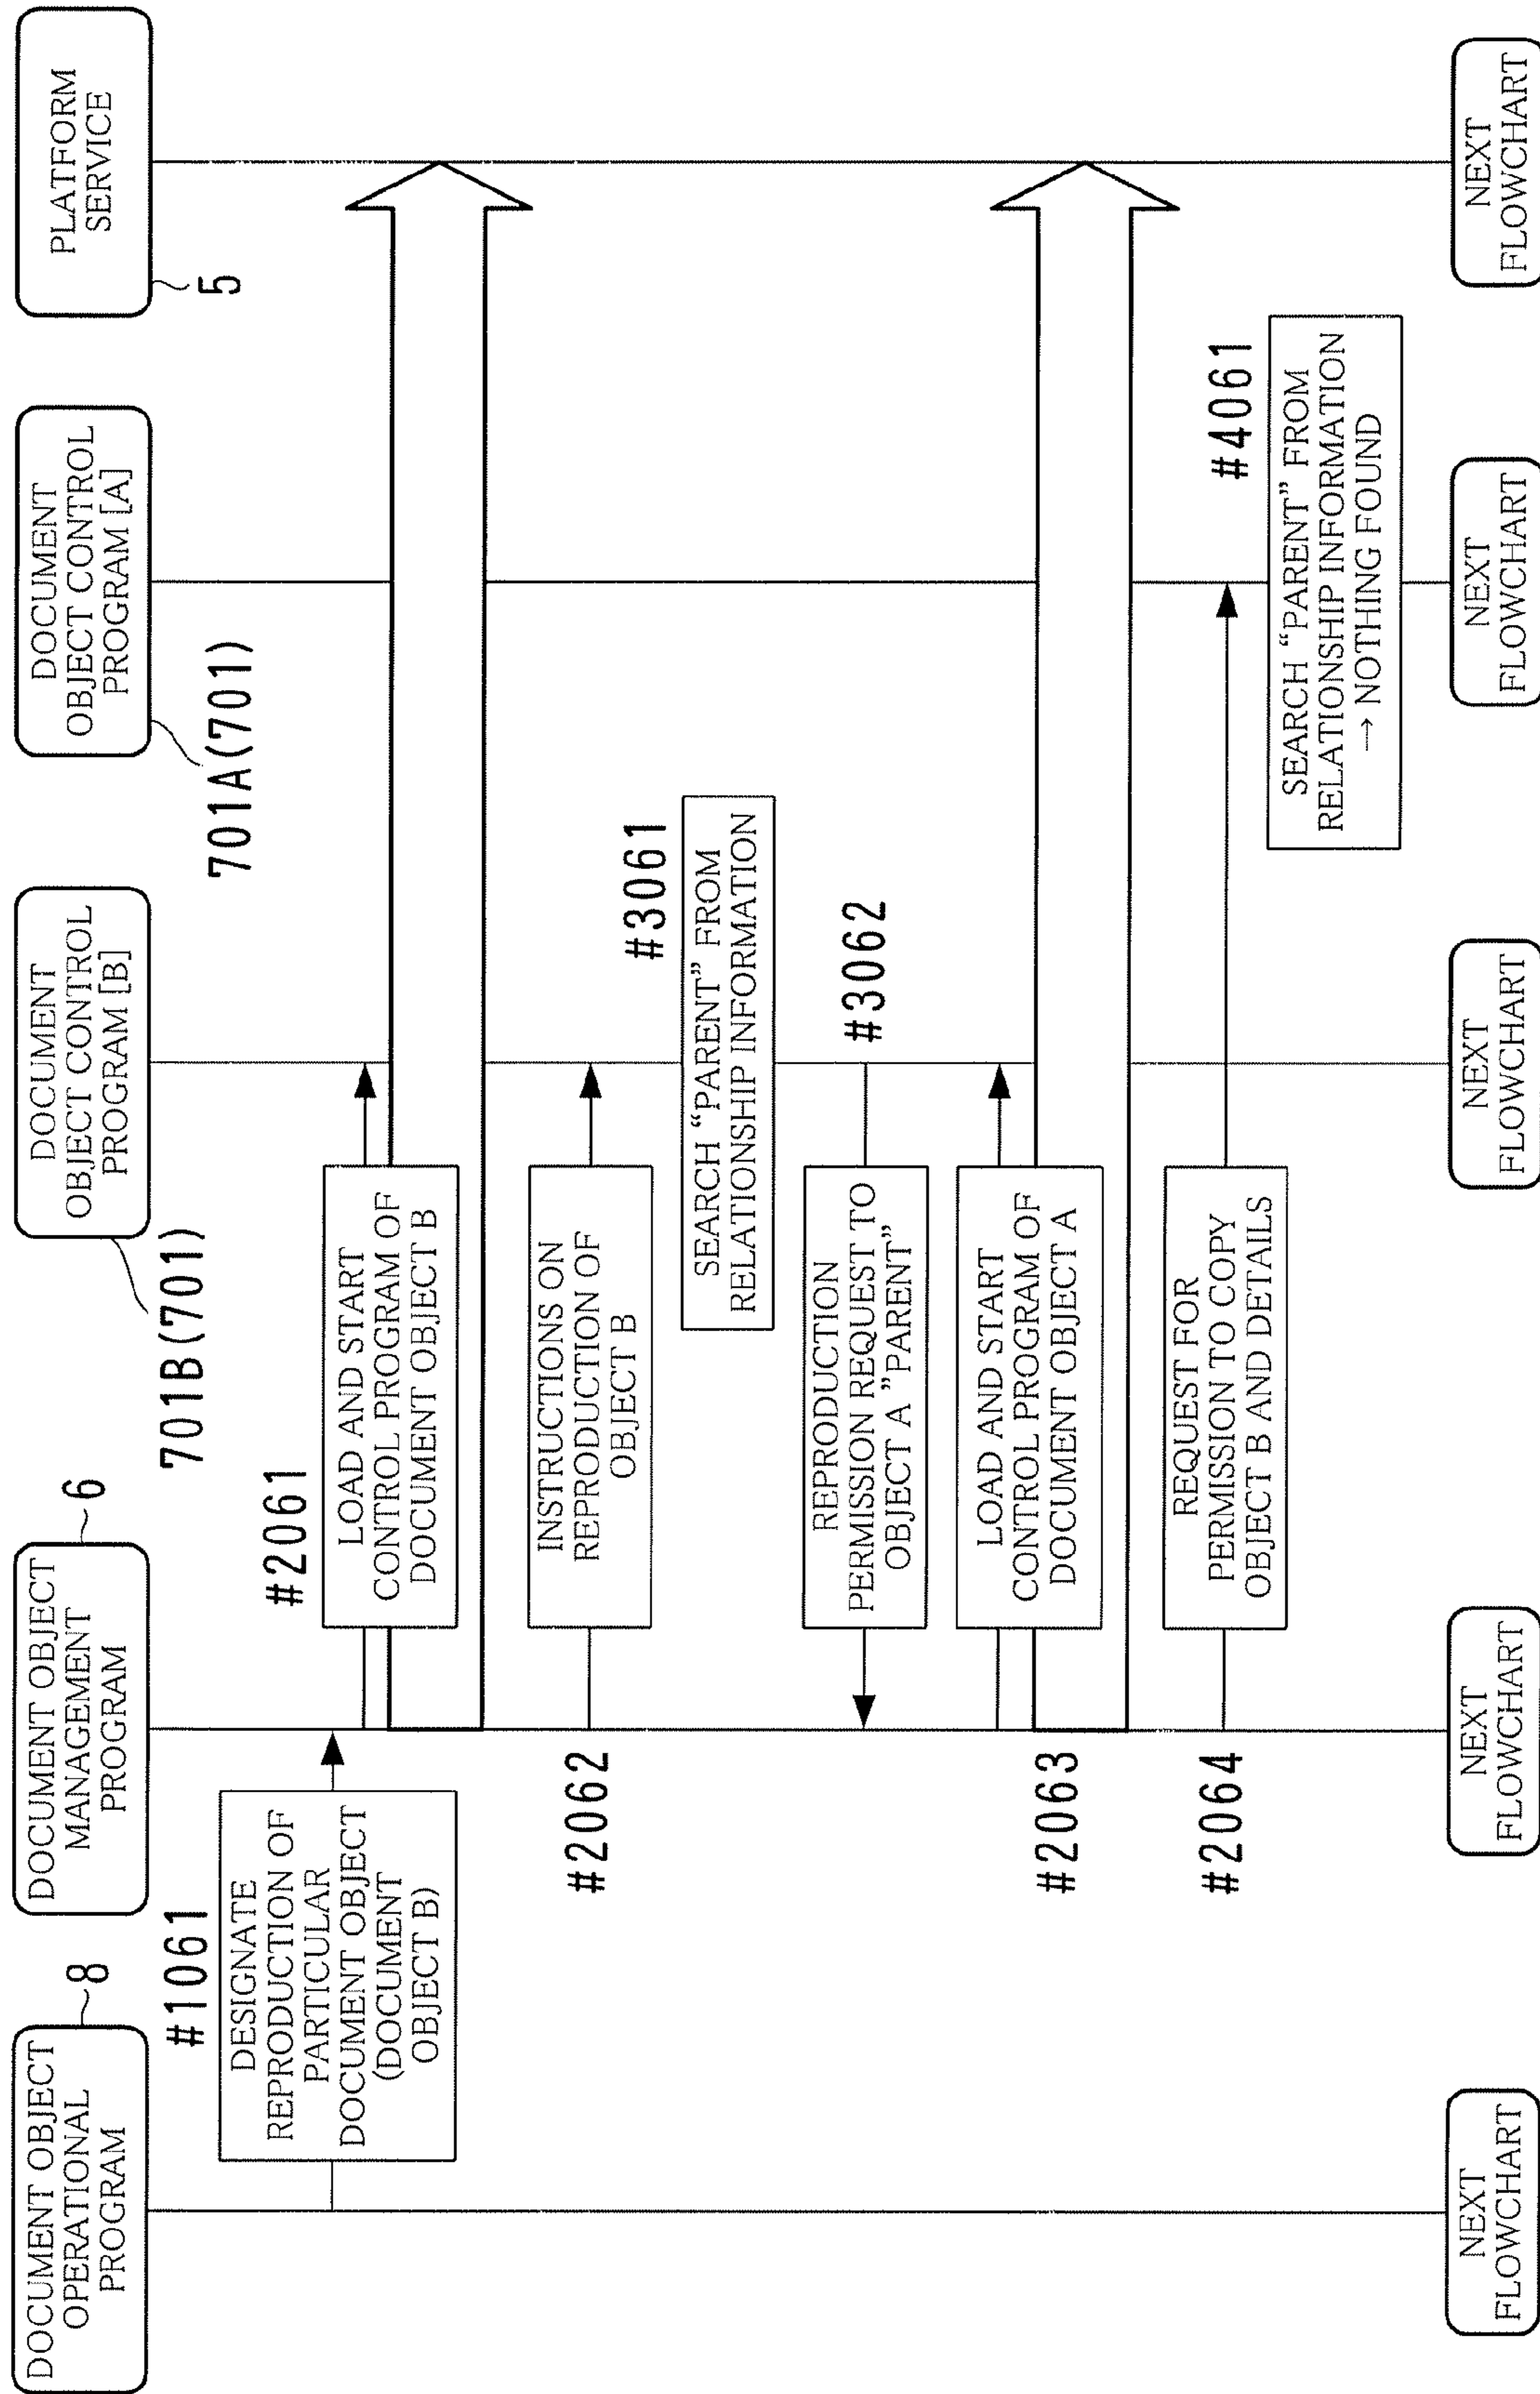 DOCUMENT OBJECT
OPERATIONAL
PROGRAM
8
DOCUMENT OBJECT
MANAGEMENT
PROGRAM
6
DOCUMENT
OBJECT CONTROL
PROGRAM [B]
701B(701)
DOCUMENT
OBJECT CONTROL
PROGRAM [A]
701A(701)
PLATFORM
SERVICE
5
#1061
DESIGNATE
REPRODUCTION OF
PARTICULAR
DOCUMENT OBJECT
(DOCUMENT
OBJECT B)
#2061
LOAD AND START
CONTROL PROGRAM OF
DOCUMENT OBJECT B
#2062
INSTRUCTIONS ON
REPRODUCTION OF
OBJECT B
#3061
SEARCH “PARENT” FROM
RELATIONSHIP INFORMATION
#3062
REPRODUCTION
PERMISSION REQUEST TO
OBJECT A ”PARENT”
#2063
LOAD AND START
CONTROL PROGRAM OF
DOCUMENT OBJECT A
#2064
REQUEST FOR
PERMISSION TO COPY
OBJECT B AND DETAILS
#4061
SEARCH “PARENT” FROM
RELATIONSHIP INFORMATION
→ NOTHING FOUND
NEXT
FLOWCHART
NEXT
FLOWCHART
NEXT
FLOWCHART
NEXT
FLOWCHART
NEXT
FLOWCHART